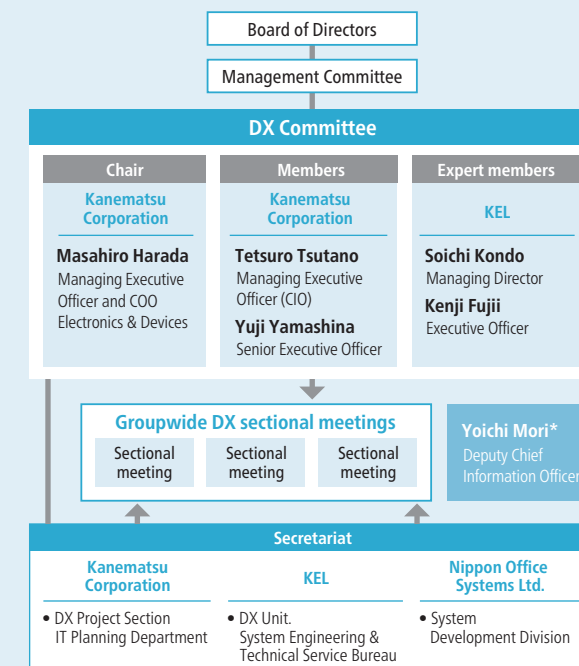 Board of Directors
Management Committee
DX Committee
Chair
Kanematsu
Corporation
Masahiro Harada
Managing Executive
Officer and COO
Electronics & Devices
Members
Kanematsu
Corporation
Tetsuro Tsutano
Managing Executive
Officer (CIO)
Yuji Yamashina
Senior Executive Officer
Expert members
KEL
Soichi Kondo
Managing Director
Kenji Fujii
Executive Officer
Groupwide DX sectional meetings
Sectional
meeting
Sectional
meeting
Sectional
meeting
Yoichi Mori*
Deputy Chief
Information Officer
Secretariat
Kanematsu
Corporation
• DX Project Section
IT Planning Department
KEL
• DX Unit.
System Engineering &
Technical Service Bureau
Nippon Office
Systems Ltd.
• System
Development Division